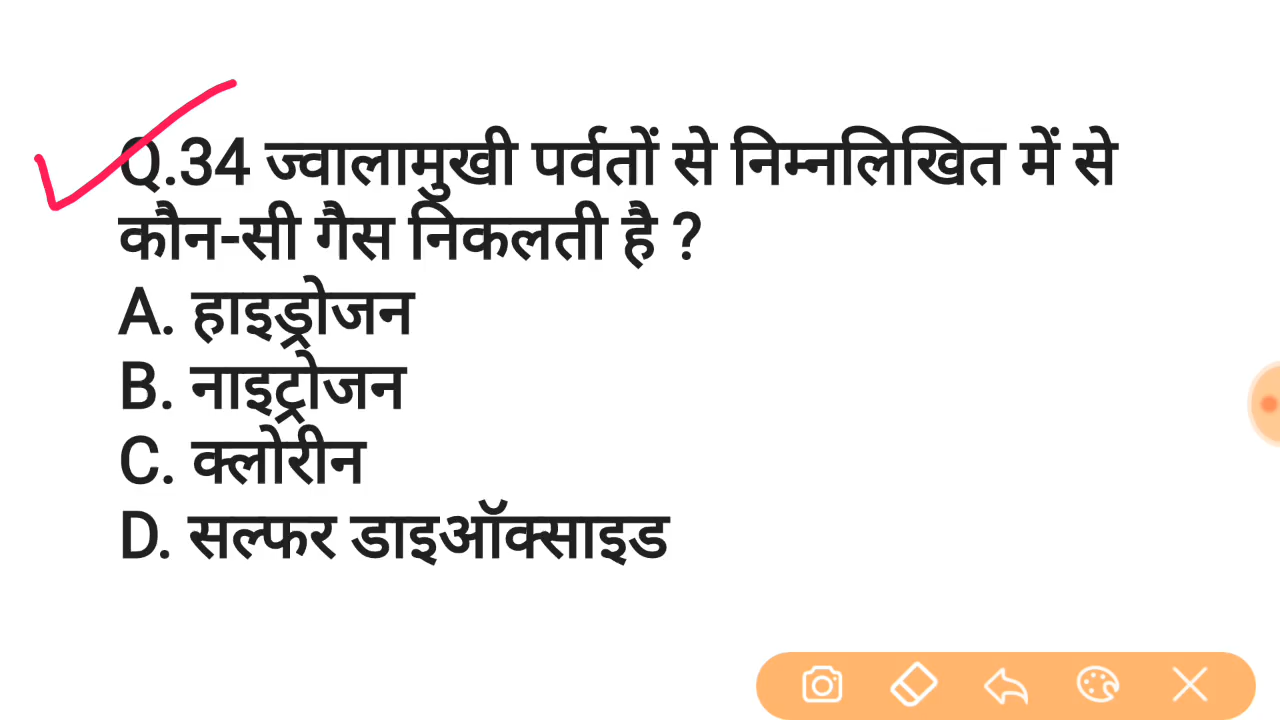 Q.34 ज्वालामुखी पर्वतों से निम्नलिखित में से
कौन-सी गैस निकलती है ?
A. हाइड्रोजन
B. नाइट्रोजन
C. क्लोरीन
D. सल्फर डाइऑक्साइड